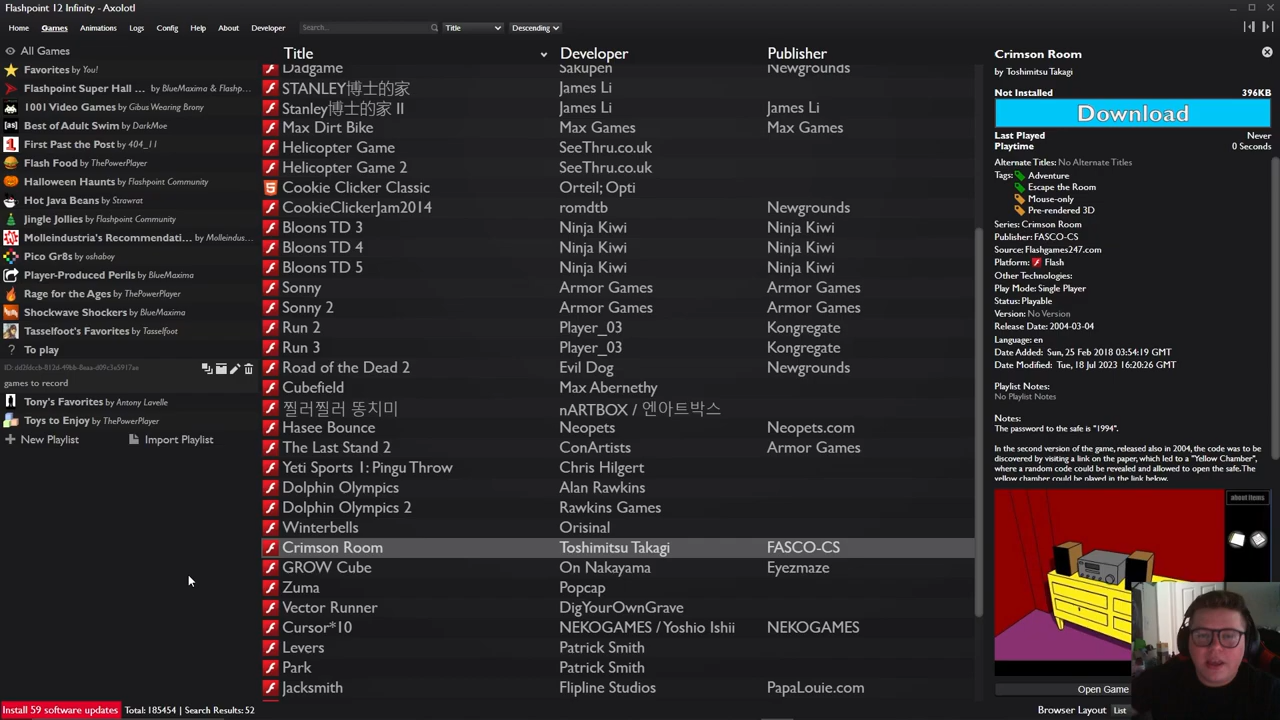 Flashpoint 12 Infinity - Axolotl
Home Games Animations Logs Config Help About Developer Search... Title Descending
All Games
Favorites by You!
Flashpoint Super Hall ... by BlueMaxima & Flashp...
1001 Video Games by Gibus Wearing Brony
Best of Adult Swim by DarkMoe
First Past the Post by 404_11
Flash Food by ThePowerPlayer
Halloween Haunts by Flashpoint Community
Hot Java Beans by Strawrat
Jingle Jollies by Flashpoint Community
Molleindustria's Recommendati... by Molleindus...
Pico Gr8s by oshaboy
Player-Produced Perils by BlueMaxima
Rage for the Ages by ThePowerPlayer
Shockwave Shockers by BlueMaxima
Tasselfoot's Favorites by Tasselfoot
To play
games to record
Tony's Favorites by Antony Lavelle
Toys to Enjoy by ThePowerPlayer
New Playlist Import Playlist
Title Developer Publisher
Dadgame Sakupen Newgrounds
STANLEY博士的家 James Li
Stanley博士的家 II James Li James Li
Max Dirt Bike Max Games Max Games
Helicopter Game SeeThru.co.uk
Helicopter Game 2 SeeThru.co.uk
Cookie Clicker Classic Orteil; Opti
CookieClickerJam2014 romdtb Newgrounds
Bloons TD 3 Ninja Kiwi Ninja Kiwi
Bloons TD 4 Ninja Kiwi Ninja Kiwi
Bloons TD 5 Ninja Kiwi Ninja Kiwi
Sonny Armor Games Armor Games
Sonny 2 Armor Games Armor Games
Run 2 Player_03 Kongregate
Run 3 Player_03 Kongregate
Road of the Dead 2 Evil Dog Newgrounds
Cubefield Max Abernethy
찔러찔러 똥치미 nARTBOX / 엔아트박스
Hasee Bounce Neopets Neopets.com
The Last Stand 2 ConArtists Armor Games
Yeti Sports 1: Pingu Throw Chris Hilgert
Dolphin Olympics Alan Rawkins
Dolphin Olympics 2 Rawkins Games
Winterbells Orisinal
Crimson Room Toshimitsu Takagi FASCO-CS
GROW Cube On Nakayama Eyezmaze
Zuma Popcap
Vector Runner DigYourOwnGrave
Cursor*10 NEKOGAMES / Yoshio Ishii NEKOGAMES
Levers Patrick Smith
Park Patrick Smith
Jacksmith Flipline Studios PapaLouie.com
Crimson Room
by Toshimitsu Takagi
Not Installed 396KB
Download
Last Played Never
Playtime 0 Seconds
Alternate Titles: No Alternate Titles
Tags: Adventure
Escape the Room
Mouse-only
Pre-rendered 3D
Series: Crimson Room
Publisher: FASCO-CS
Source: Flashgames247.com
Platform: Flash
Other Technologies:
Play Mode: Single Player
Status: Playable
Version: No Version
Release Date: 2004-03-04
Language: en
Date Added: Sun, 25 Feb 2018 03:54:19 GMT
Date Modified: Tue, 18 Jul 2023 16:20:26 GMT
Playlist Notes:
No Playlist Notes
Notes:
The password to the safe is "1994".
In the second version of the game, released also in 2004, the code was to be
discovered by visiting a link on the paper, which led to a "Yellow Chamber",
where a random code could be revealed and allowed to open the safe.The
yellow chamber could be played in the link below.
about items
Open Game
Install 59 software updates Total: 185454 | Search Results: 52 Browser Layout List